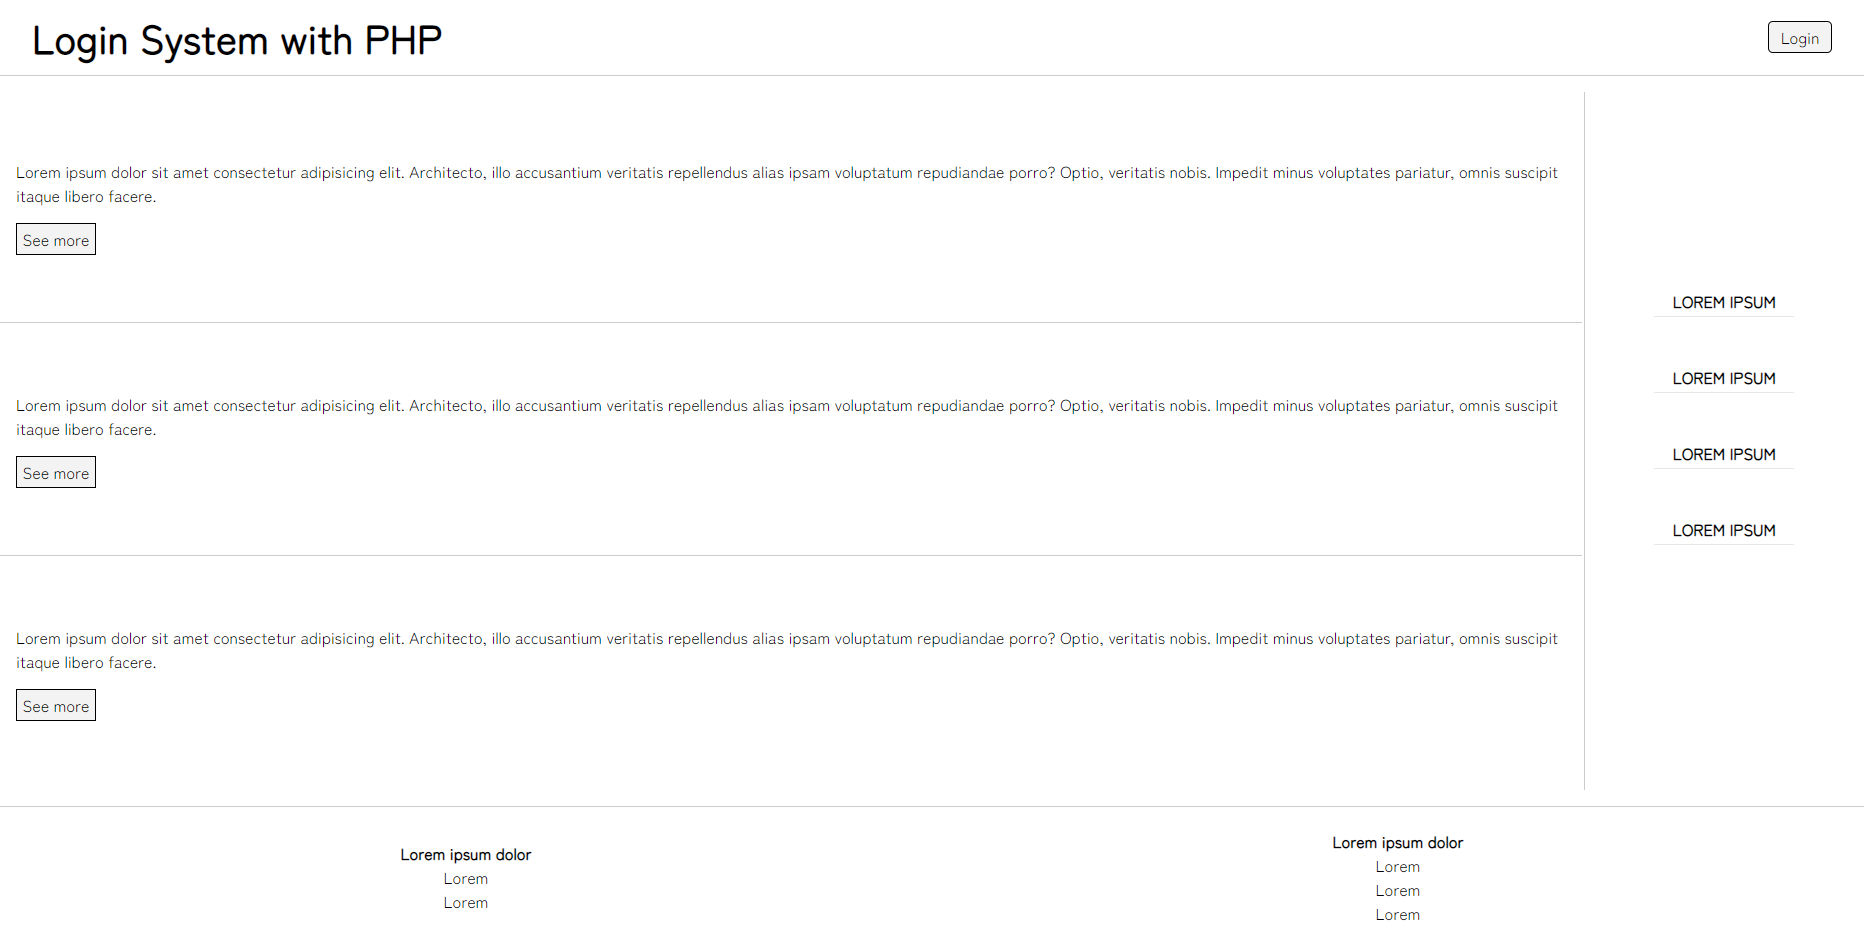 Login System with PHP
Login
Lorem ipsum dolor sit amet consectetur adipisicing elit. Architecto, illo accusantium veritatis repellendus alias ipsam voluptatum repudiandae porro? Optio, veritatis nobis. Impedit minus voluptates pariatur, omnis suscipit
itaque libero facere.
See more
Lorem ipsum dolor sit amet consectetur adipisicing elit. Architecto, illo accusantium veritatis repellendus alias ipsam voluptatum repudiandae porro? Optio, veritatis nobis. Impedit minus voluptates pariatur, omnis suscipit
itaque libero facere.
See more
Lorem ipsum dolor sit amet consectetur adipisicing elit. Architecto, illo accusantium veritatis repellendus alias ipsam voluptatum repudiandae porro? Optio, veritatis nobis. Impedit minus voluptates pariatur, omnis suscipit
itaque libero facere.
See more
LOREM IPSUM
LOREM IPSUM
LOREM IPSUM
LOREM IPSUM
Lorem ipsum dolor
Lorem
Lorem
Lorem ipsum dolor
Lorem
Lorem
Lorem